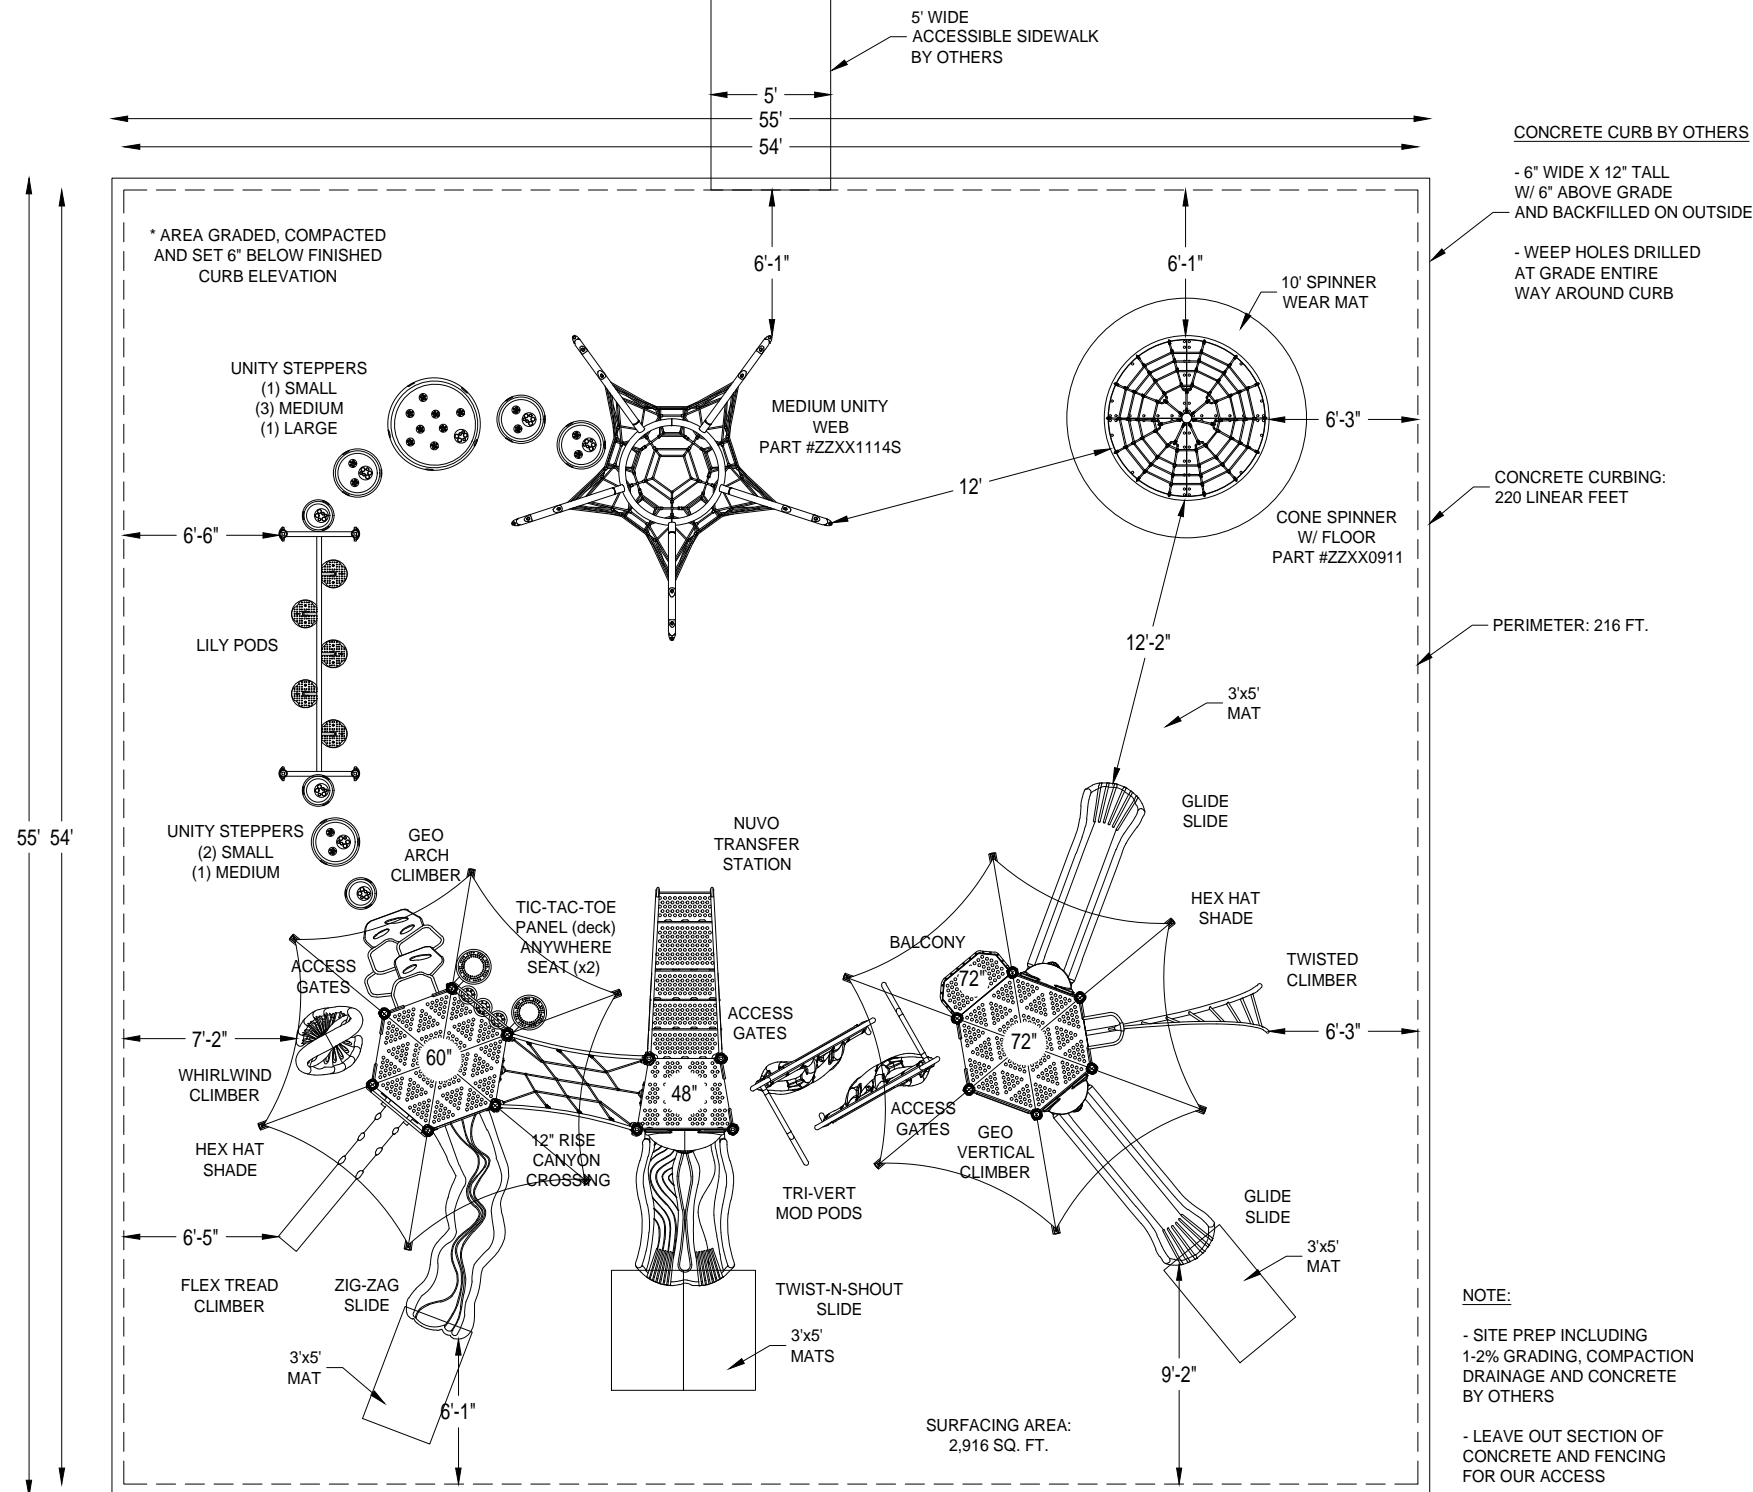 5' WIDE
ACCESSIBLE SIDEWALK
BY OTHERS
5'
55'
54'
CONCRETE CURB BY OTHERS
- 6" WIDE X 12" TALL
W/ 6" ABOVE GRADE
AND BACKFILLED ON OUTSIDE
- WEEP HOLES DRILLED
AT GRADE ENTIRE
WAY AROUND CURB
* AREA GRADED, COMPACTED
AND SET 6" BELOW FINISHED
CURB ELEVATION
6'-1"
6'-1"
10' SPINNER
WEAR MAT
UNITY STEPPERS
(1) SMALL
(3) MEDIUM
(1) LARGE
MEDIUM UNITY
WEB
PART #ZZXX1114S
6'-3"
12'
CONCRETE CURBING:
220 LINEAR FEET
CONE SPINNER
W/ FLOOR
PART #ZZXX0911
6'-6"
PERIMETER: 216 FT.
LILY PODS
12'-2"
3'x5'
MAT
GLIDE
SLIDE
55'
54'
UNITY STEPPERS
(2) SMALL
(1) MEDIUM
GEO
ARCH
CLIMBER
NUVO
TRANSFER
STATION
TIC-TAC-TOE
PANEL (deck)
ANYWHERE
SEAT (x2)
HEX HAT
SHADE
BALCONY
ACCESS
GATES
72"
TWISTED
CLIMBER
ACCESS
GATES
7'-2"
60"
72"
6'-3"
WHIRLWIND
CLIMBER
48"
ACCESS
GATES
GEO
VERTICAL
CLIMBER
HEX HAT
SHADE
12" RISE
CANYON
CROSSING
TRI-VERT
MOD PODS
GLIDE
SLIDE
6'-5"
3'x5'
MAT
FLEX TREAD
CLIMBER
ZIG-ZAG
SLIDE
TWIST-N-SHOUT
SLIDE
3'x5'
MATS
3'x5'
MAT
6'-1"
9'-2"
SURFACING AREA:
2,916 SQ. FT.
NOTE:
- SITE PREP INCLUDING
1-2% GRADING, COMPACTION
DRAINAGE AND CONCRETE
BY OTHERS
- LEAVE OUT SECTION OF
CONCRETE AND FENCING
FOR OUR ACCESS